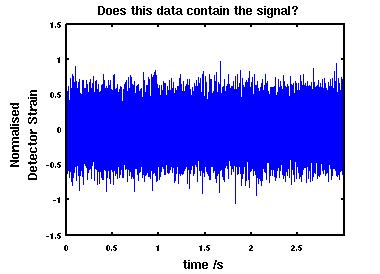 Does this data contain the signal?
1.5
1
0.5
0
-0.5
-1
-1.5
Normalised
Detector Strain
0 0.5 1 1.5 2 2.5
time /s